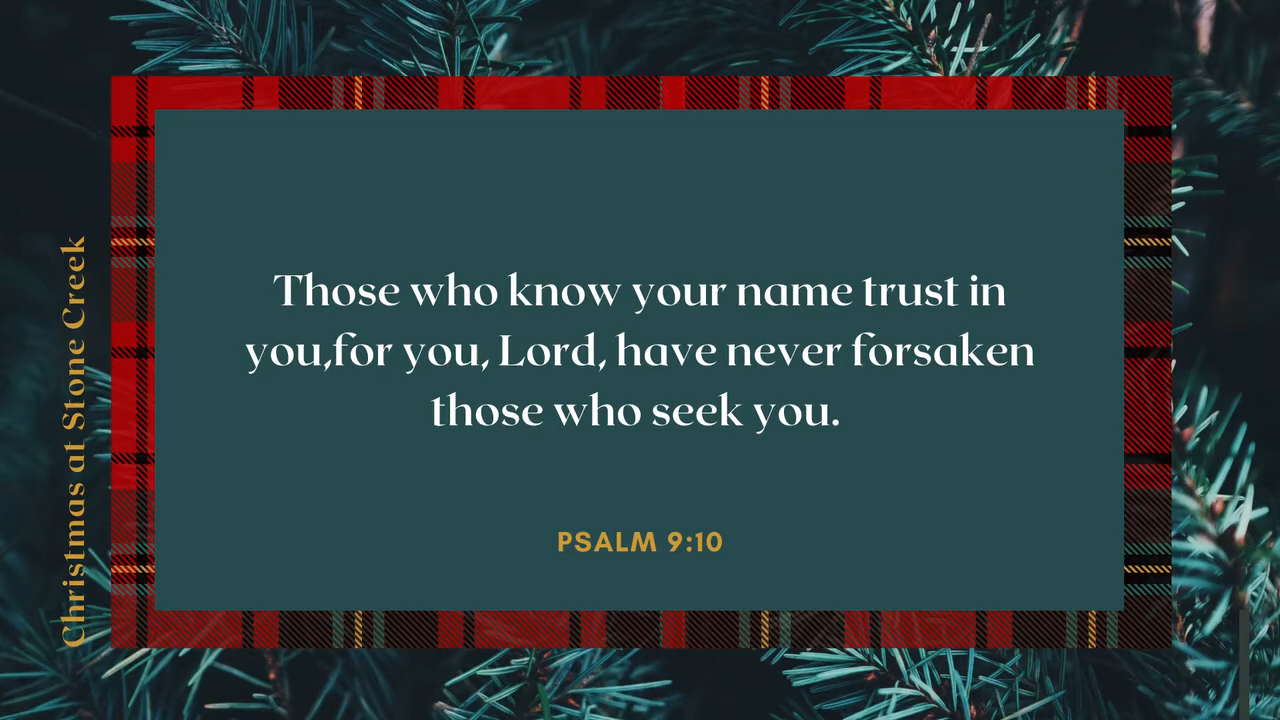 Those who know your name trust in
you,for you, Lord, have never forsaken
those who seek you.
PSALM 9:10
Christmas at Stone Creek